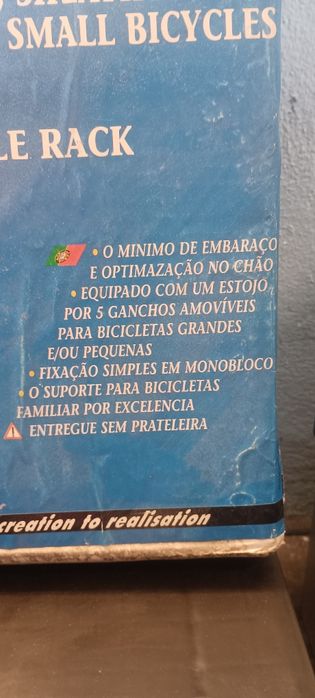 SMALL BICYCLES
LE RACK
• O MINIMO DE EMBARAÇO
E OPTIMAZAÇÃO NO CHÃO
• EQUIPADO COM UM ESTOJO
POR 5 GANCHOS AMOVÍVEIS
PARA BICICLETAS GRANDES
E/OU PEQUENAS
• FIXAÇÃO SIMPLES EM MONOBLOCO
• O SUPORTE PARA BICICLETAS
FAMILIAR POR EXCELENCIA
ENTREGUE SEM PRATELEIRA
creation to realisation